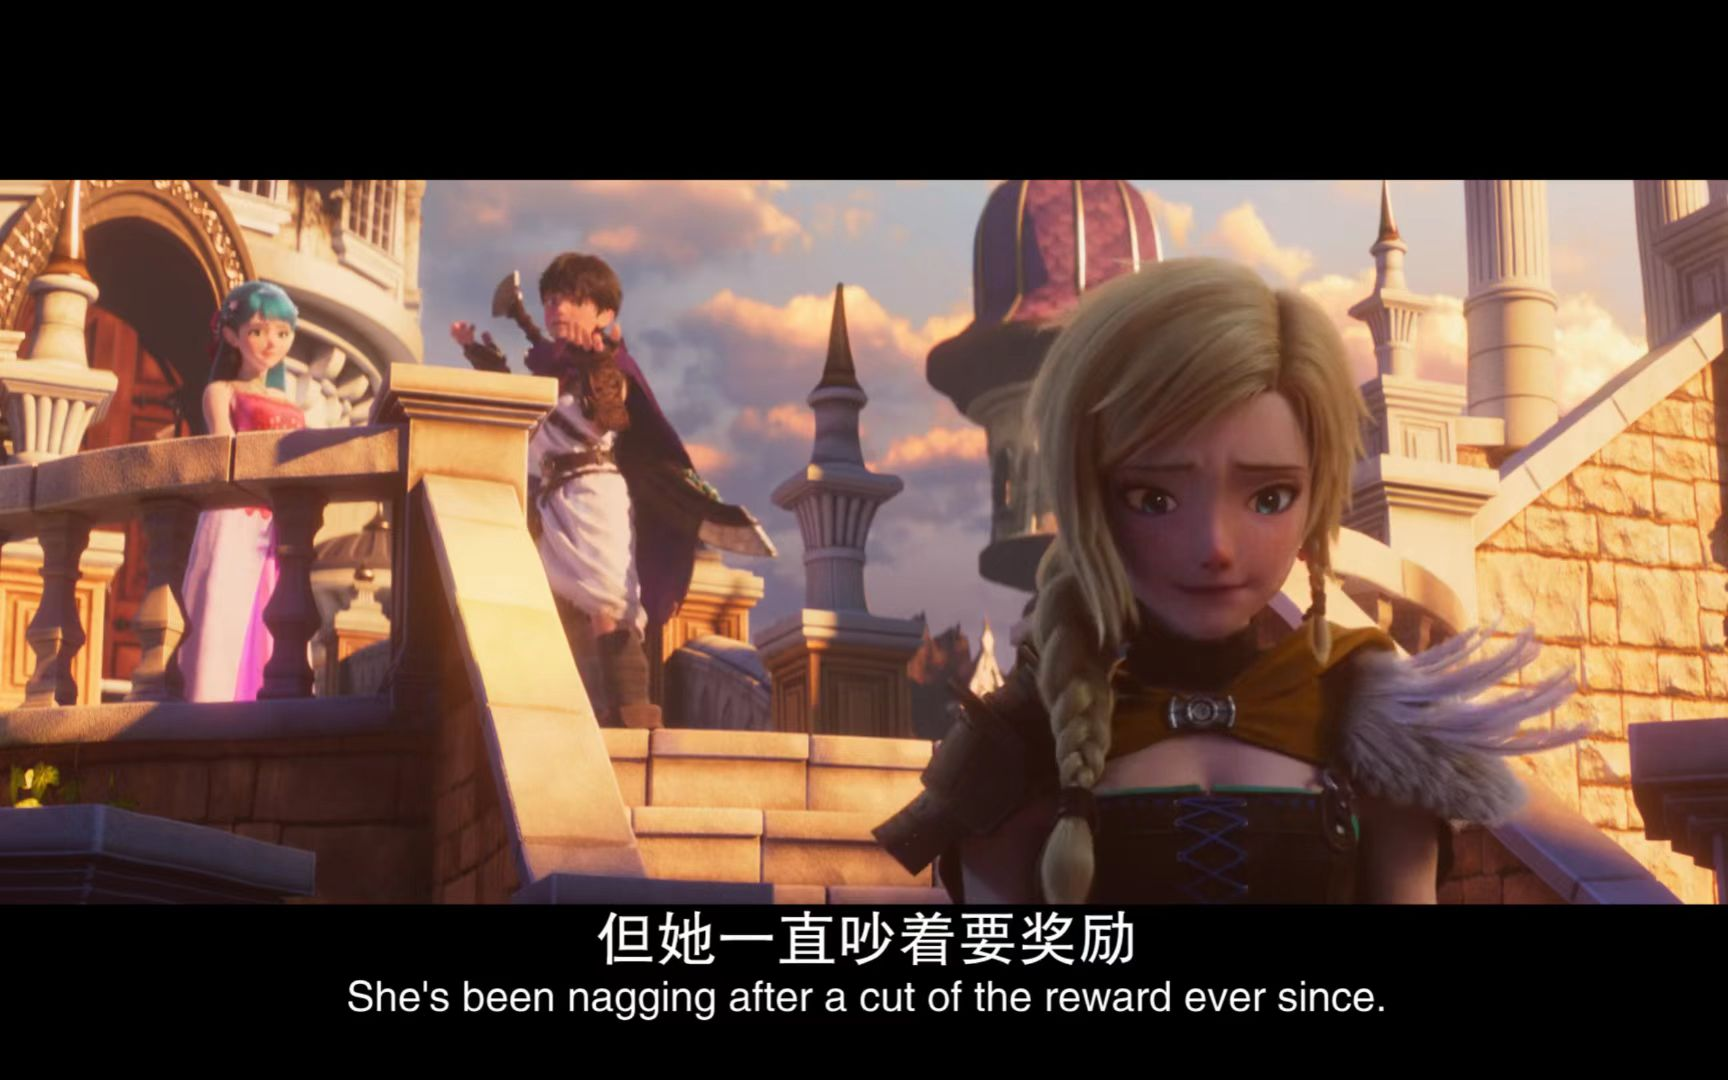 但她一直吵着要奖励
She's been nagging after a cut of the reward ever since.